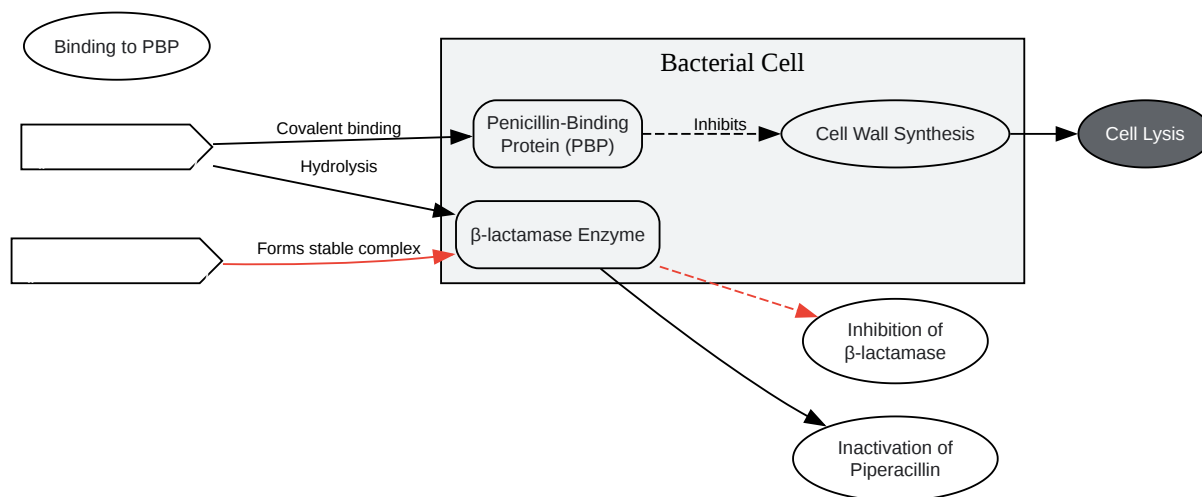 Binding to PBP
Bacterial Cell
Covalent binding
Penicillin-Binding
Protein (PBP)
Inhibits
Cell Wall Synthesis
Cell Lysis
Hydrolysis
β-lactamase Enzyme
Forms stable complex
Inhibition of
β-lactamase
Inactivation of
Piperacillin